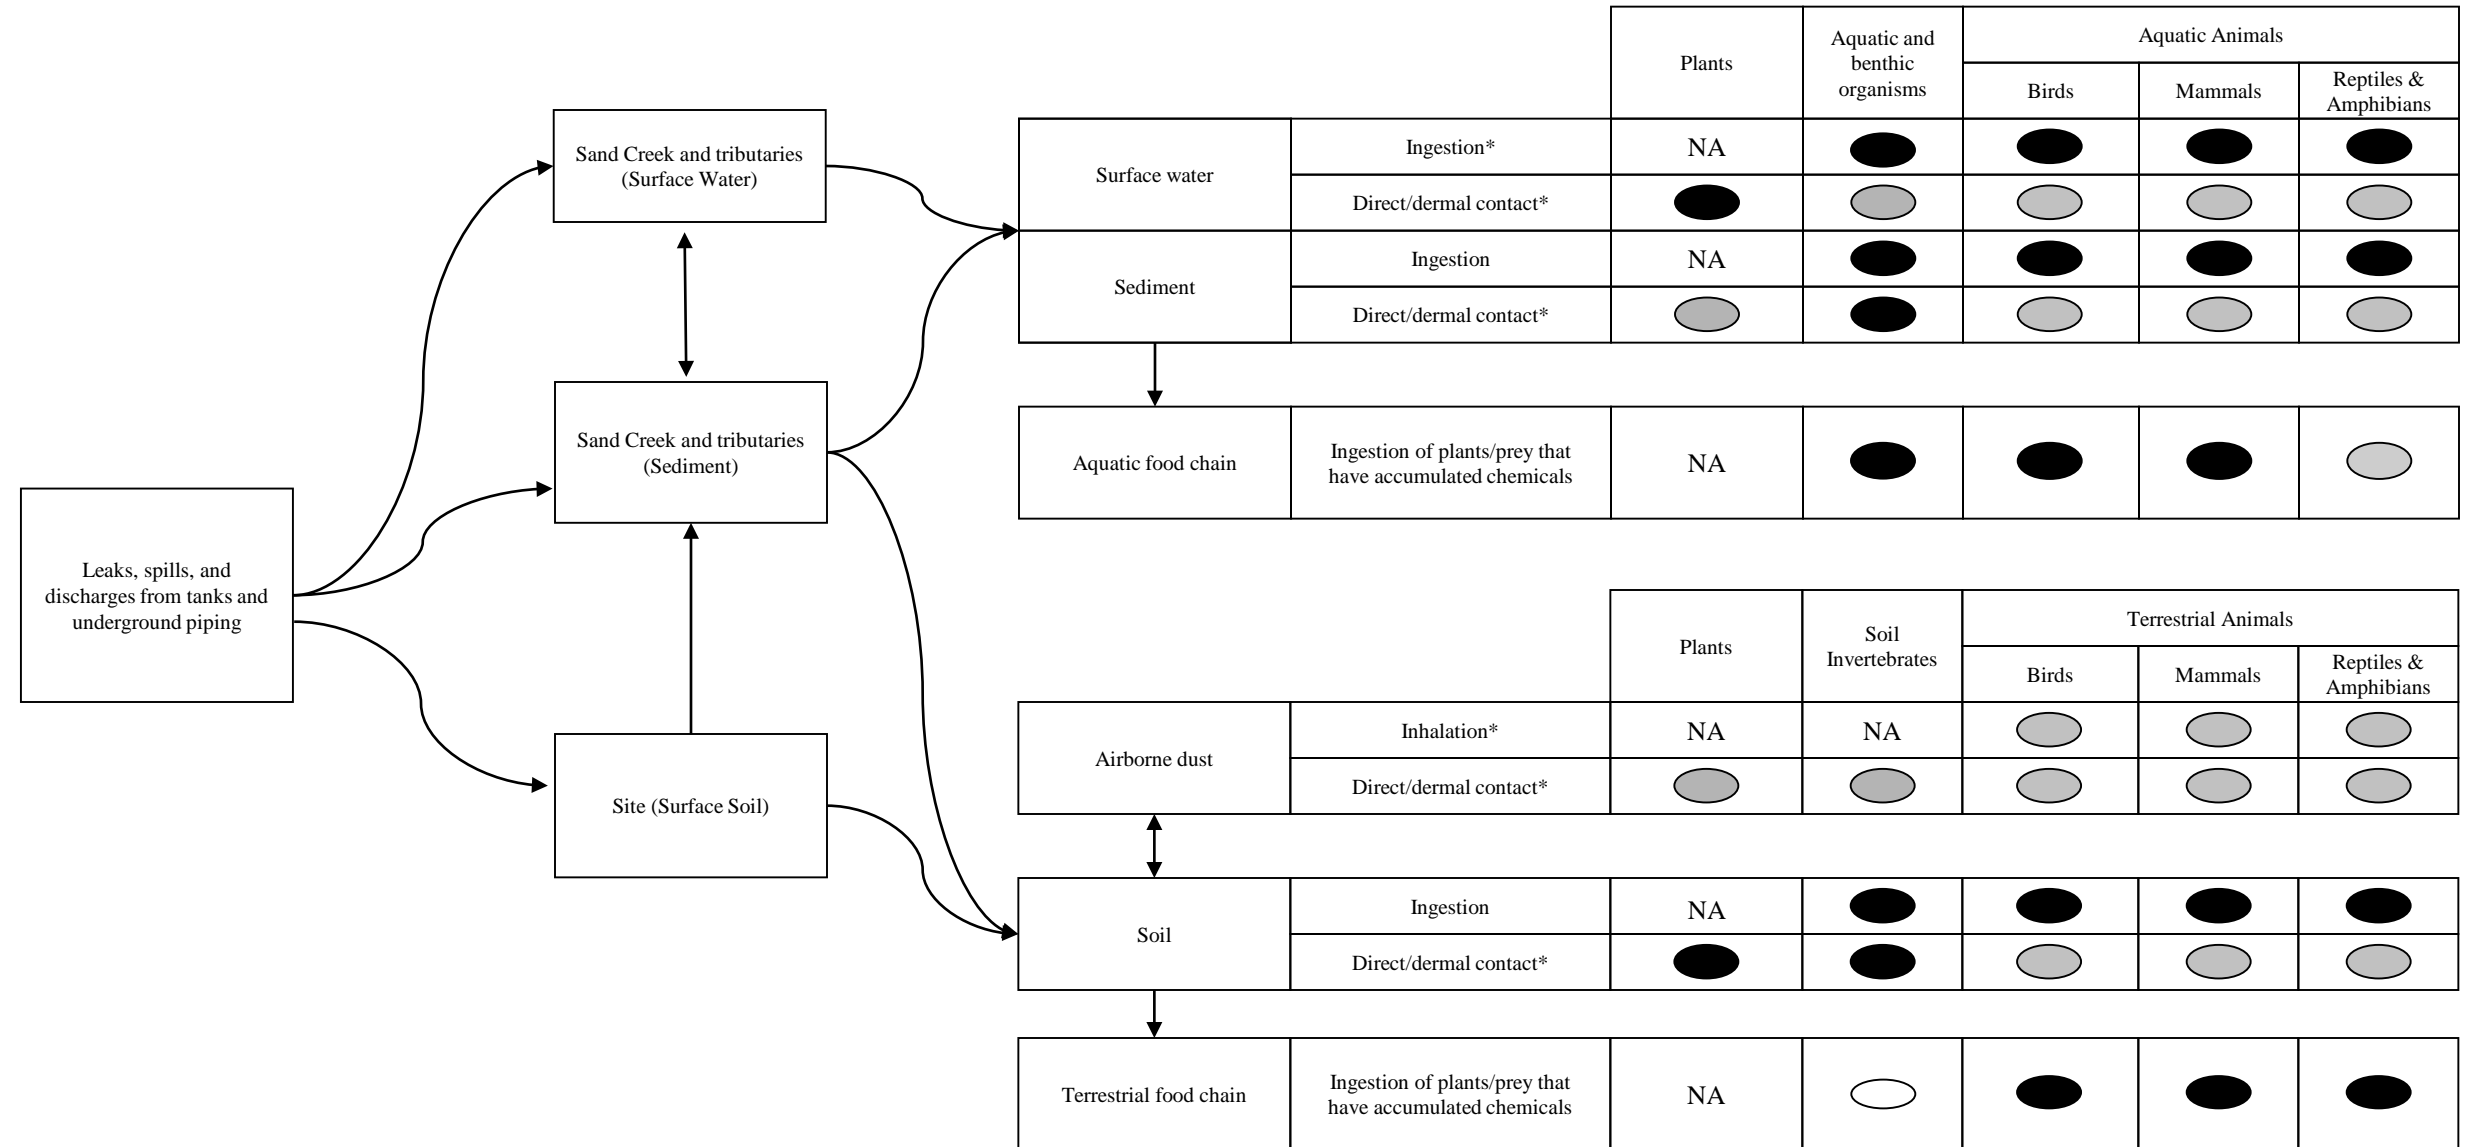 Plants
Aquatic and
benthic
organisms
Aquatic Animals
Birds
Mammals
Reptiles &
Amphibians
Sand Creek and tributaries
(Surface Water)
Surface water
Ingestion*
NA
Direct/dermal contact*
Sediment
Ingestion
NA
Direct/dermal contact*
Sand Creek and tributaries
(Sediment)
Aquatic food chain
Ingestion of plants/prey that
have accumulated chemicals
NA
Leaks, spills, and
discharges from tanks and
underground piping
Plants
Soil
Invertebrates
Terrestrial Animals
Birds
Mammals
Reptiles &
Amphibians
Site (Surface Soil)
Airborne dust
Inhalation*
NA
NA
Direct/dermal contact*
Soil
Ingestion
NA
Direct/dermal contact*
Terrestrial food chain
Ingestion of plants/prey that
have accumulated chemicals
NA